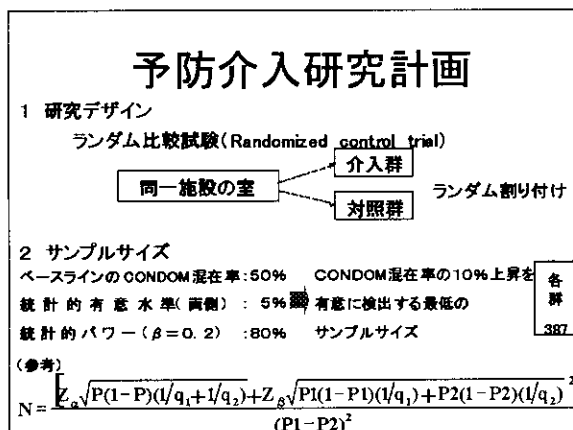 予防介入研究計画
1 研究デザイン
ランダム比較試験(Randomized control trial)
同一施設の室
介入群
対照群
ランダム割り付け
2 サンプルサイズ
ベースラインのCONDOM混在率:50%
統計的有意水準(両側):5%
統計的パワー(β=0.2):80%
CONDOM混在率の10%上昇を
有意に検出する最低の
サンプルサイズ
各
群
387
(参考)
N=[Zα√P(1-P)(1/q₁+1/q₂)+Zβ√P1(1-P1)(1/q₁)+P2(1-P2)(1/q₂) ²
(P1-P2)²